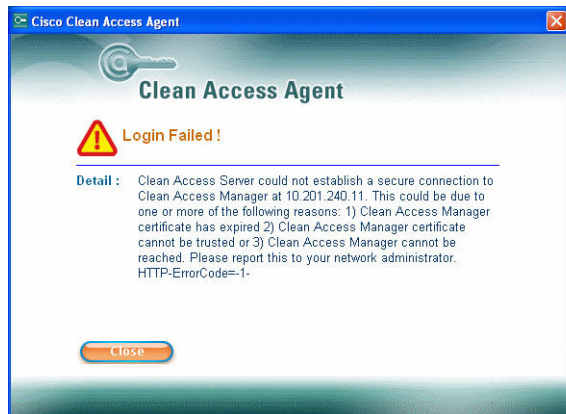 Cisco Clean Access Agent
Clean Access Agent
Login Failed !
Detail : Clean Access Server could not establish a secure connection to
Clean Access Manager at 10.201.240.11. This could be due to
one or more of the following reasons: 1) Clean Access Manager
certificate has expired 2) Clean Access Manager certificate
cannot be trusted or 3) Clean Access Manager cannot be
reached. Please report this to your network administrator.
HTTP-ErrorCode=-1-
Close